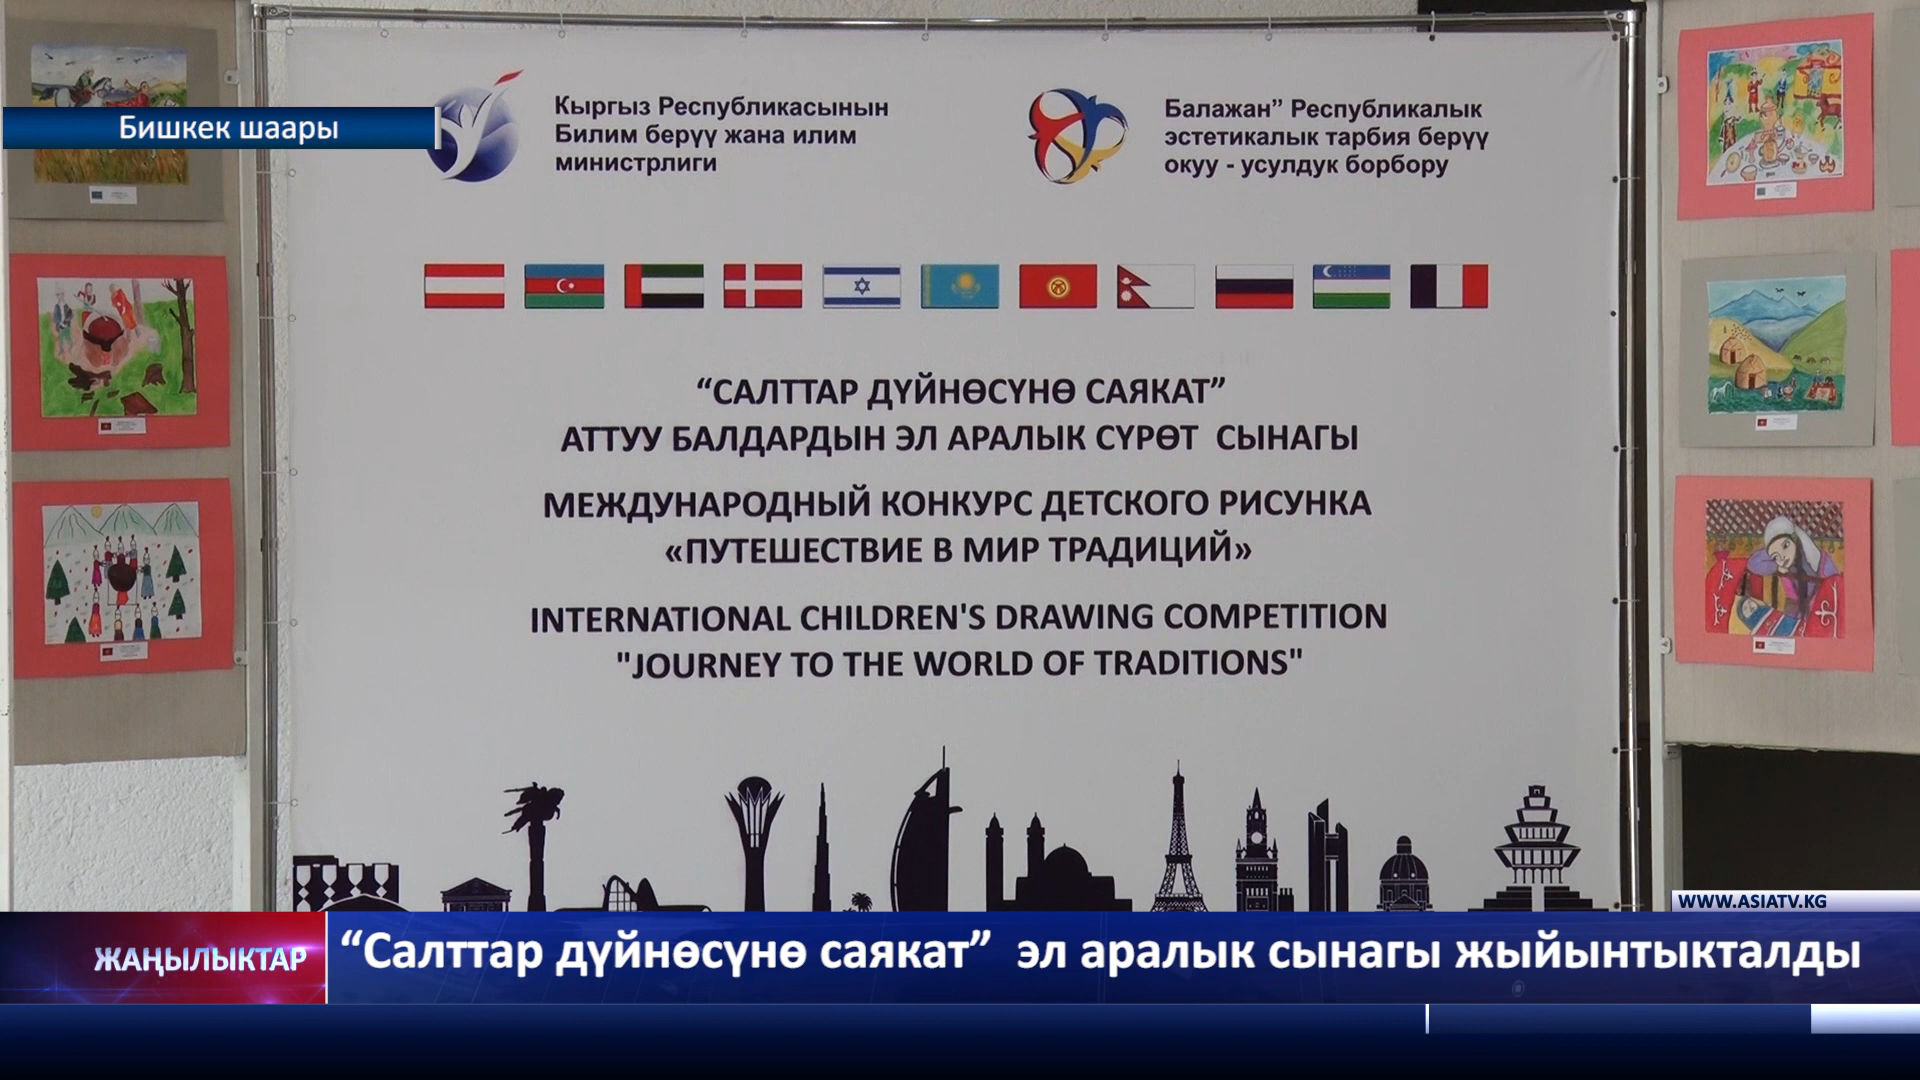 Бишкек шаары
Кыргыз Республикасынын
Билим берүү жана илим
министрлиги
Балажан” Республикалык
эстетикалык тарбия берүү
окуу - усулдук борбору
“САЛТТАР ДҮЙНӨСҮНӨ САЯКАТ”
АТТУУ БАЛДАРДЫН ЭЛ АРАЛЫК СҮРӨТ СЫНАГЫ
МЕЖДУНАРОДНЫЙ КОНКУРС ДЕТСКОГО РИСУНКА
«ПУТЕШЕСТВИЕ В МИР ТРАДИЦИЙ»
INTERNATIONAL CHILDREN'S DRAWING COMPETITION
"JOURNEY TO THE WORLD OF TRADITIONS"
WWW.ASIATV.KG
ЖАҢЫЛЫКТАР
“Салттар дүйнөсүнө саякат” эл аралык сынагы жыйынтыкталды